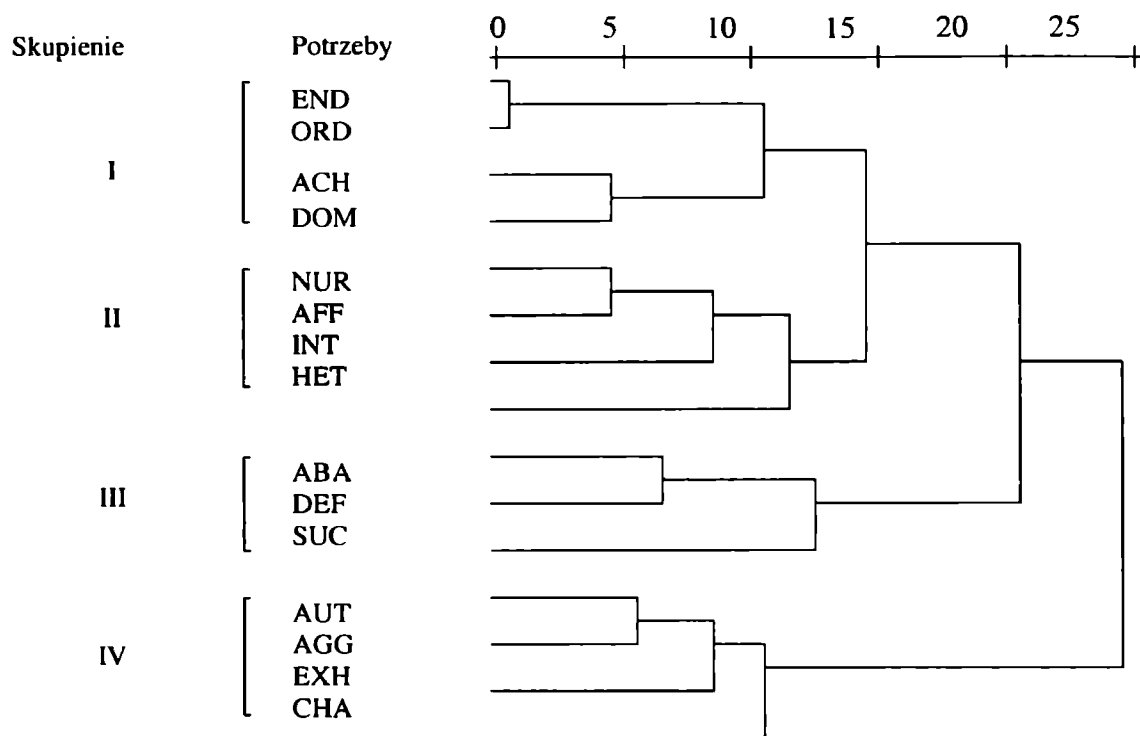 Skupienie Potrzeby 0 5 10 15 20 25
END
ORD
I
ACH
DOM
NUR
II
AFF
INT
HET
ABA
III
DEF
SUC
AUT
AGG
IV
EXH
CHA